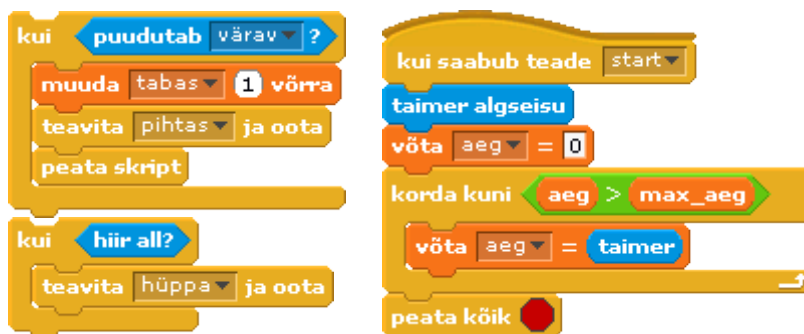 kui puudutab värav ?
muuda tabas 1 võrra
teavita pihtas ja oota
peata skript
kui hiir all?
teavita hüppa ja oota
kui saabub teade start
taimer algseisu
võta aeg = 0
korda kuni aeg > max_aeg
võta aeg = taimer
peata kõik